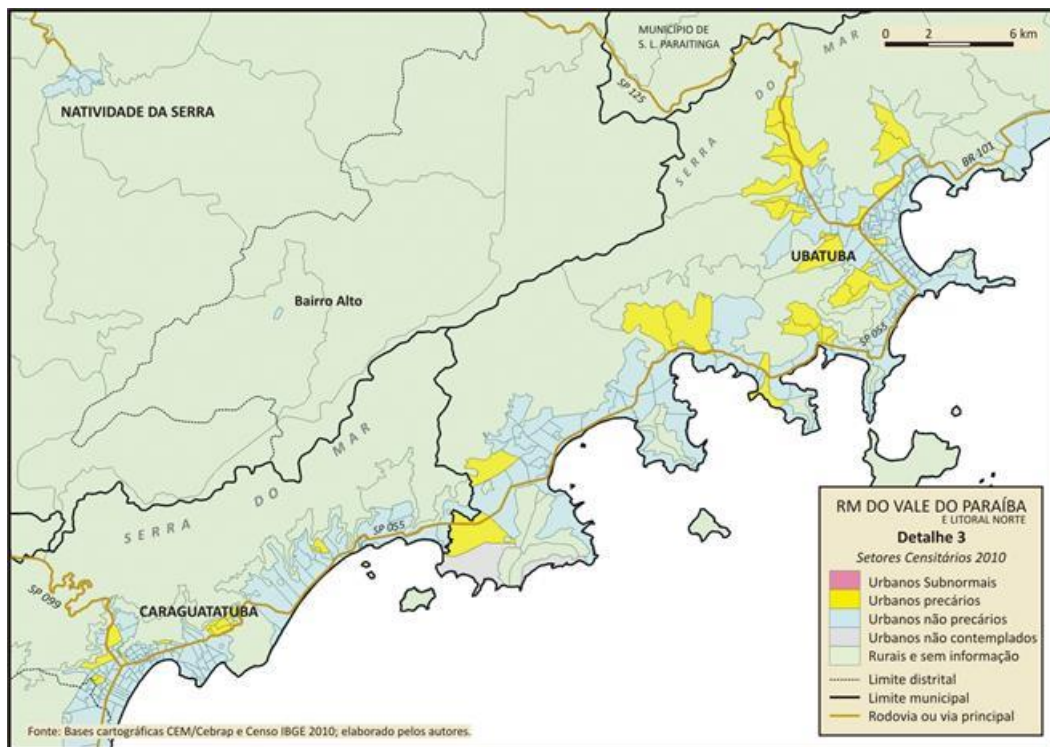 MUNICÍPIO DE
S. L. PARAITINGA
0 2 6 km
MAR
DO
SERRA
SP 125
NATIVIDADE DA SERRA
BR-101
UBATUBA
Bairro Alto
SP 055
SERRA DO MAR
SP 055
SP 099
CARAGUATATUBA
RM DO VALE DO PARAÍBA
E LITORAL NORTE
Detalhe 3
Setores Censitários 2010
Urbanos Subnormais
Urbanos precários
Urbanos não precários
Urbanos não contemplados
Rurais e sem informação
Limite distrital
Limite municipal
Rodovia ou via principal
Fonte: Bases cartográficas CEM/Cebrap e Censo IBGE 2010; elaborado pelos autores.